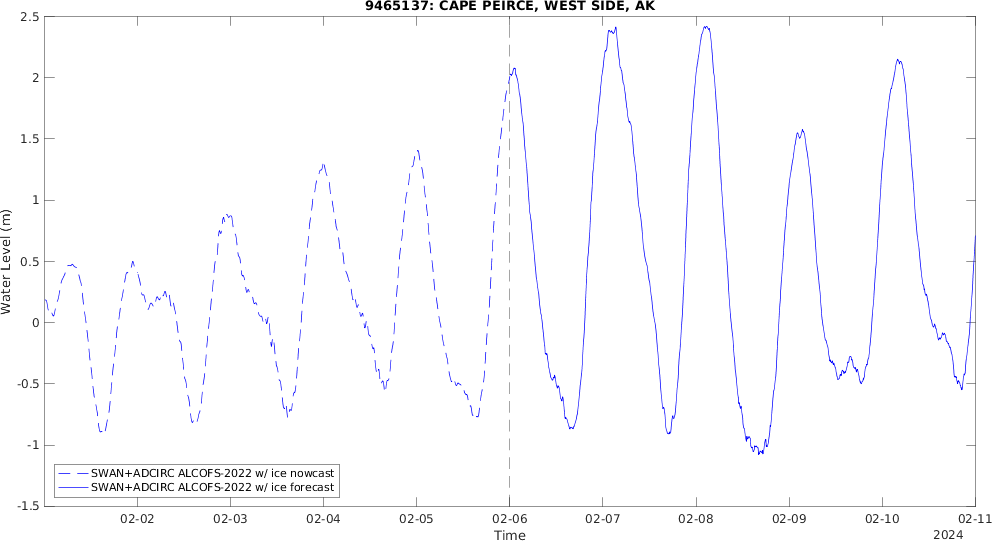 9465137: CAPE PEIRCE, WEST SIDE, AK
2.5
2
1.5
1
0.5
0
-0.5
-1
-1.5
Water Level (m)
SWAN+ADCIRC ALCOFS-2022 w/ ice nowcast
SWAN+ADCIRC ALCOFS-2022 w/ ice forecast
02-02 02-03 02-04 02-05 02-06 02-07 02-08 02-09 02-10 02-11
Time
2024